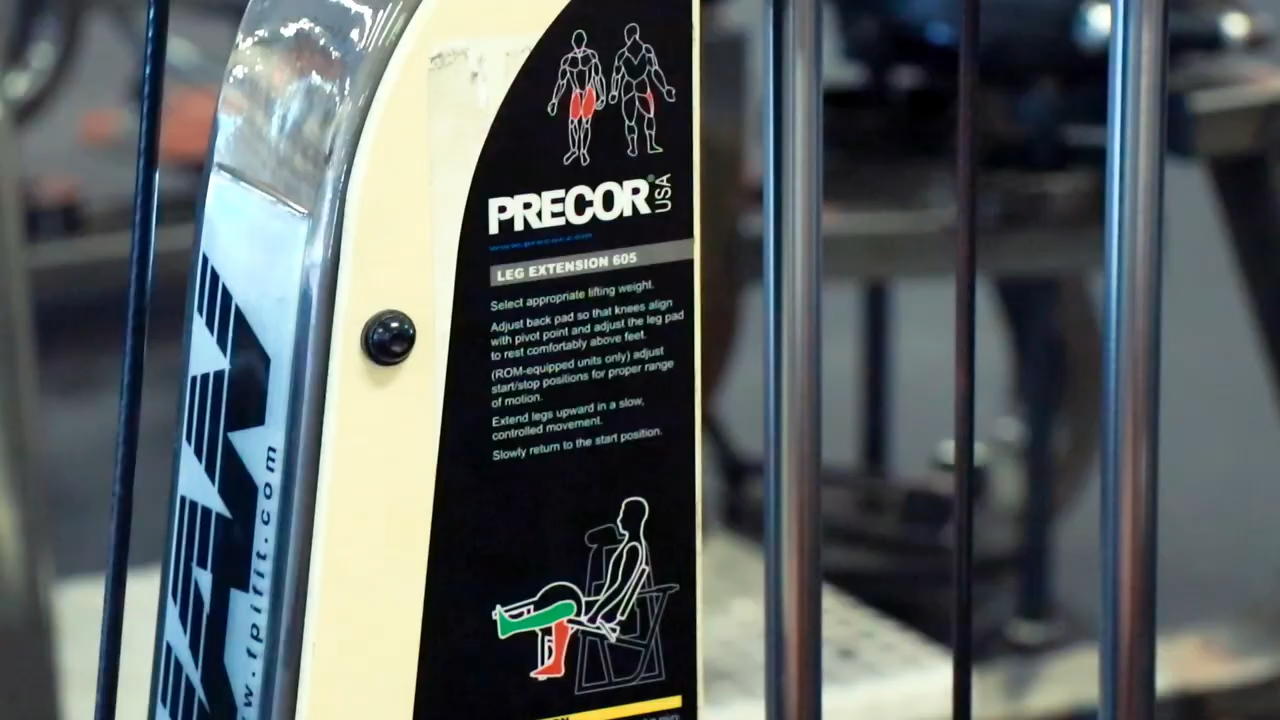 PRECOR® USA
www.precor.com
LEG EXTENSION 605
Select appropriate lifting weight.
Adjust back pad so that knees align
with pivot point and adjust the leg pad
to rest comfortably above feet.
(ROM-equipped units only) adjust
start/stop positions for proper range
of motion.
Extend legs upward in a slow,
controlled movement.
Slowly return to the start position.
w.fpifit.com